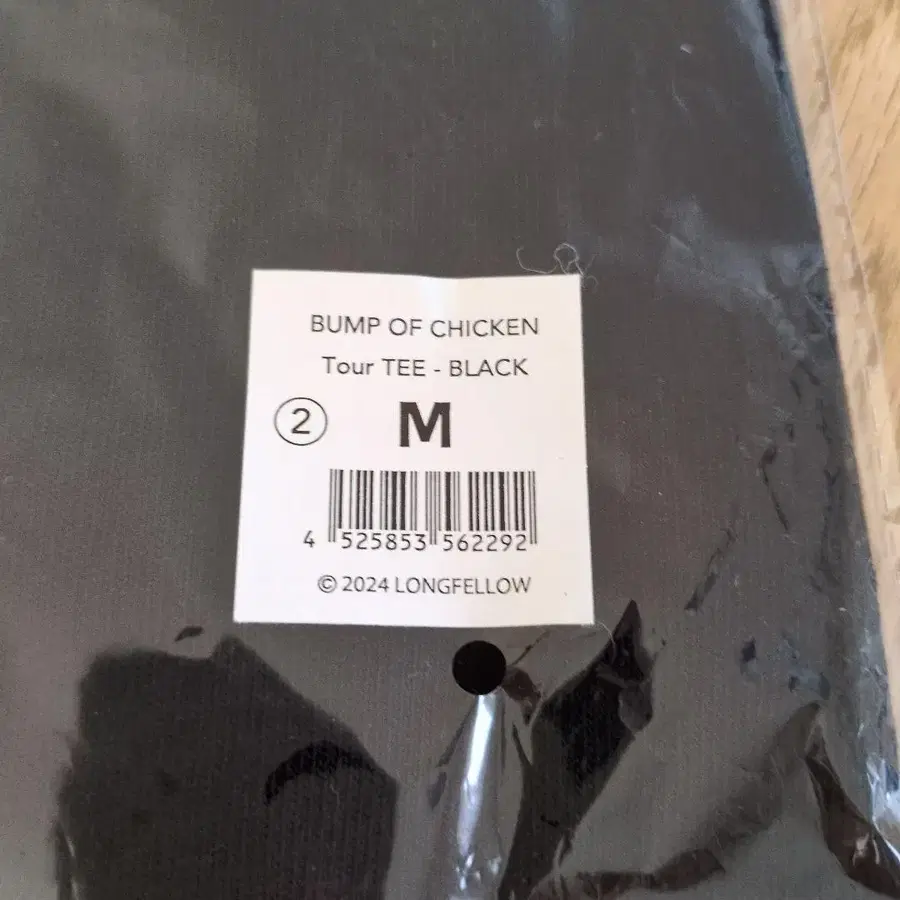 BUMP OF CHICKEN
Tour TEE - BLACK
② M
4 525853 562292
© 2024 LONGFELLOW